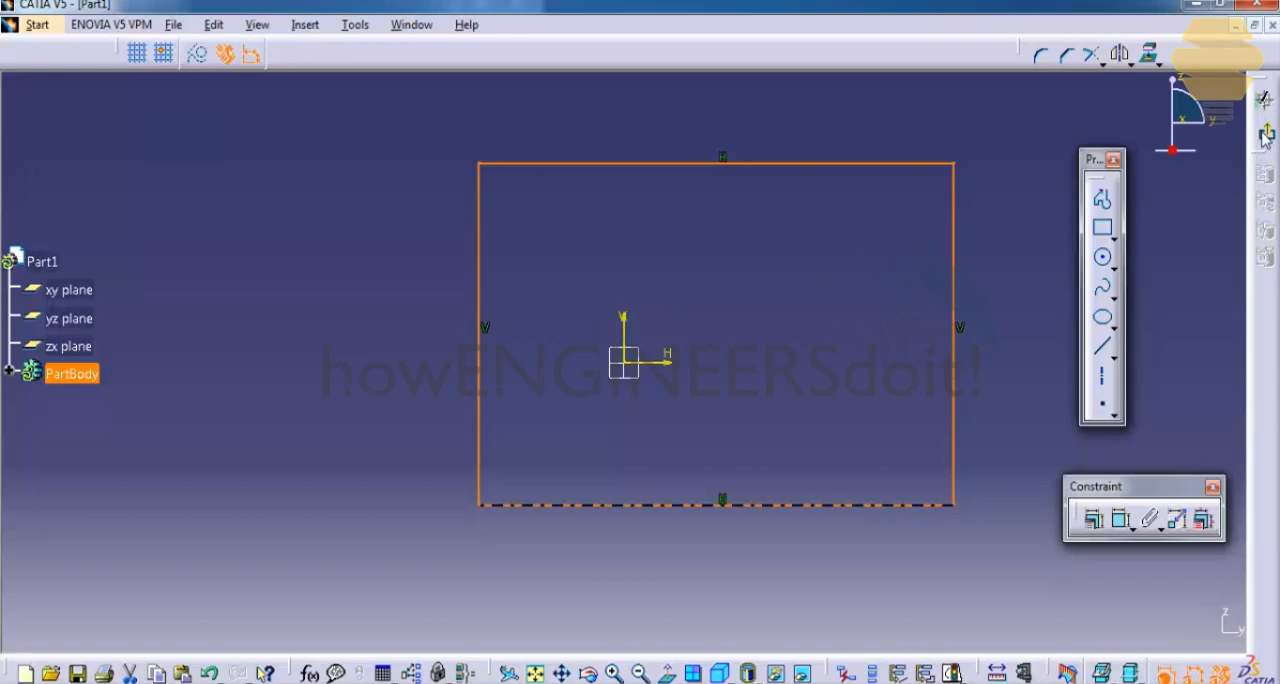 CATIA V5 - [Part1]
Start ENOVIA V5 VPM File Edit View Insert Tools Window Help
z
x y
Pr...
H
V V
Part1
xy plane
yz plane
zx plane
PartBody
V
H
howENGINEERSdoit!
H
Constraint
z
y
f(x)
CATIA